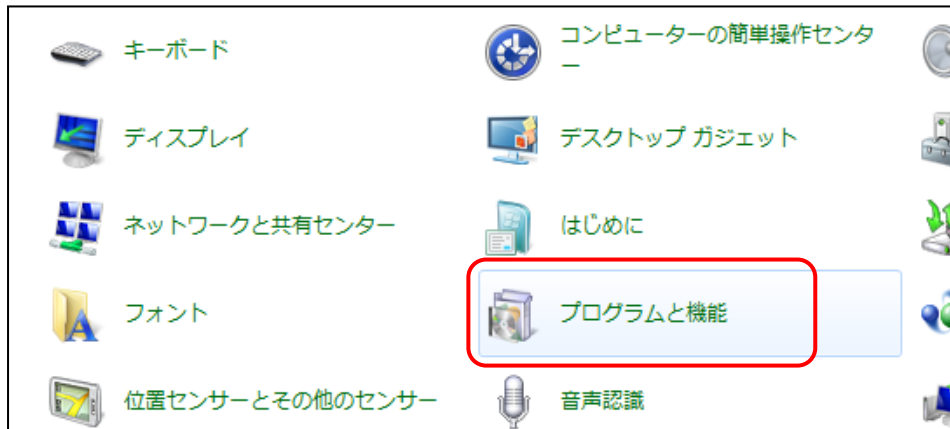 キーボード
コンピューターの簡単操作センタ
ー
ディスプレイ
デスクトップ ガジェット
ネットワークと共有センター
はじめに
フォント
プログラムと機能
位置センサーとその他のセンサー
音声認識